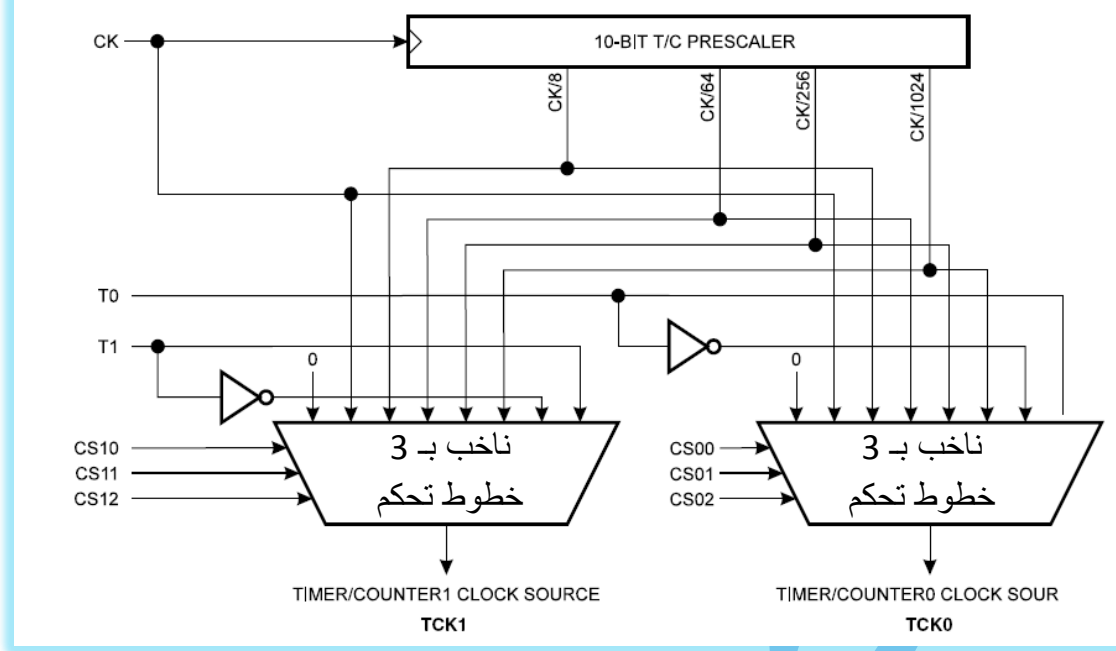 CK
10-BIT T/C PRESCALER
CK/8
CK/64
CK/256
CK/1024
T0
T1
0
0
CS10
CS11
CS12
ناخب بـ 3
خطوط تحكم
CS00
CS01
CS02
ناخب بـ 3
خطوط تحكم
TIMER/COUNTER1 CLOCK SOURCE
TCK1
TIMER/COUNTER0 CLOCK SOUR
TCK0